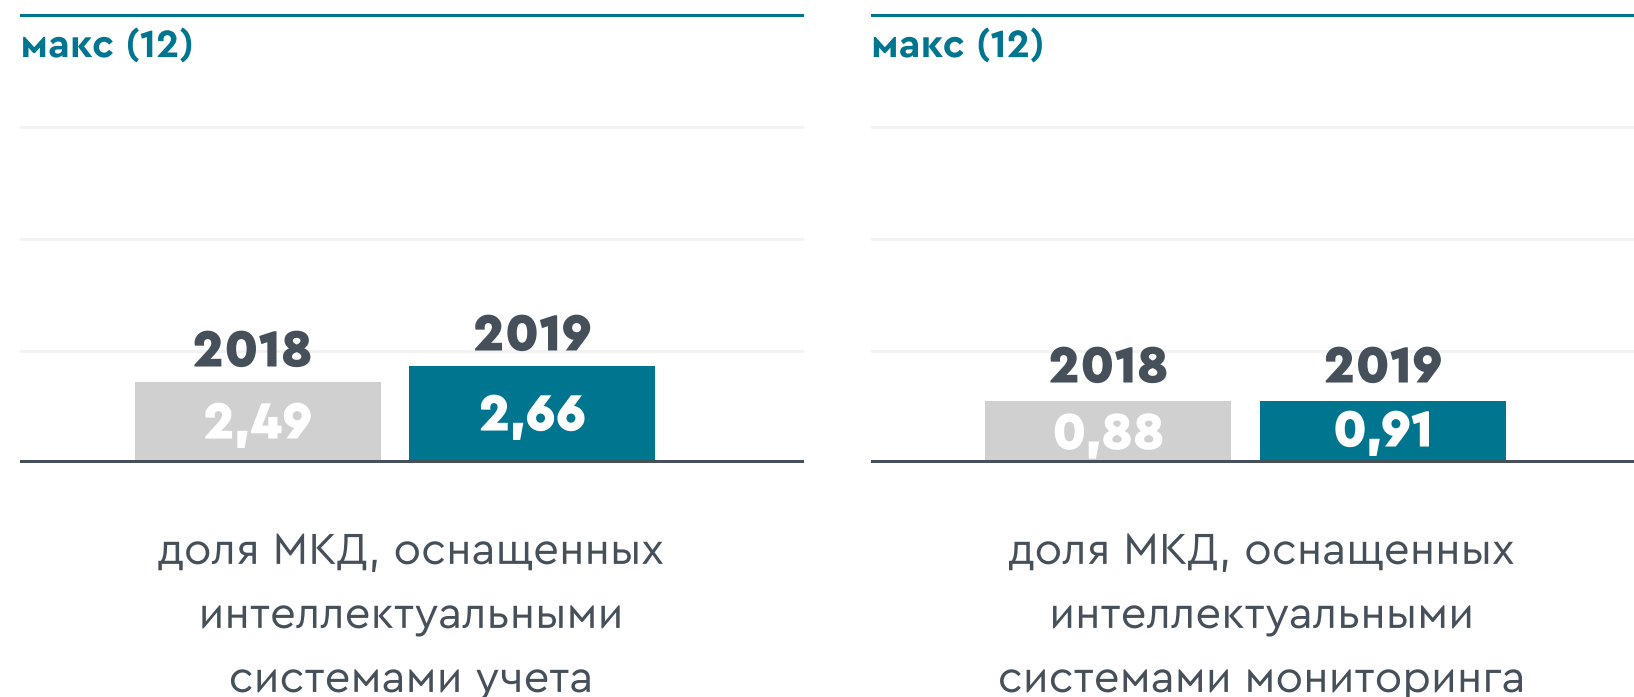 макс (12)
2018
2019
2,49
2,66
доля МКД, оснащенных
интеллектуальными
системами учета
макс (12)
2018
2019
0,88
0,91
доля МКД, оснащенных
интеллектуальными
системами мониторинга